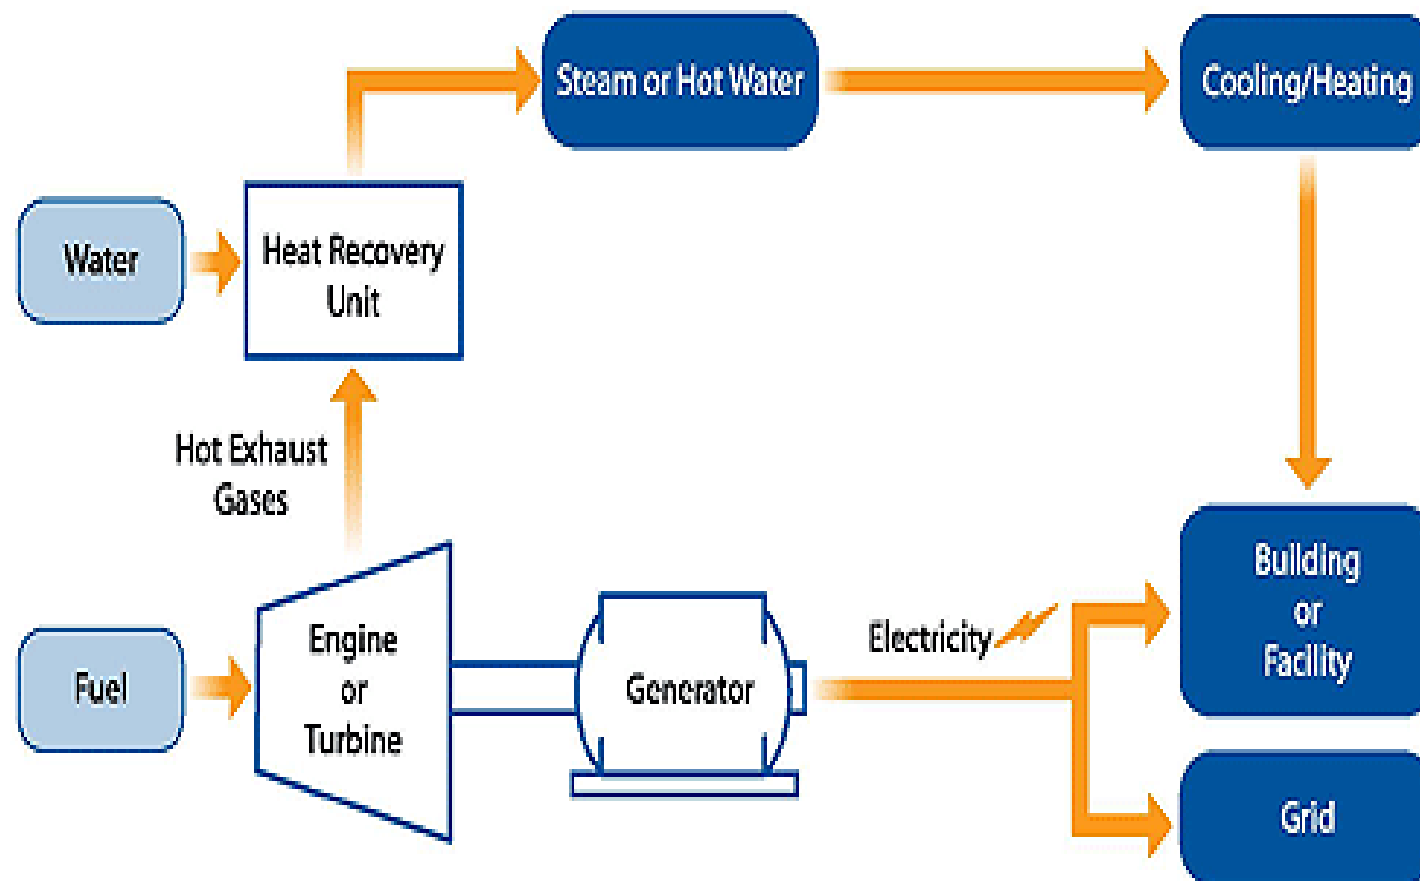 Steam or Hot Water
Cooling/Heating
Water
Heat Recovery
Unit
Hot Exhaust
Gases
Fuel
Engine
or
Turbine
Generator
Electricity
Building
or
Facility
Grid